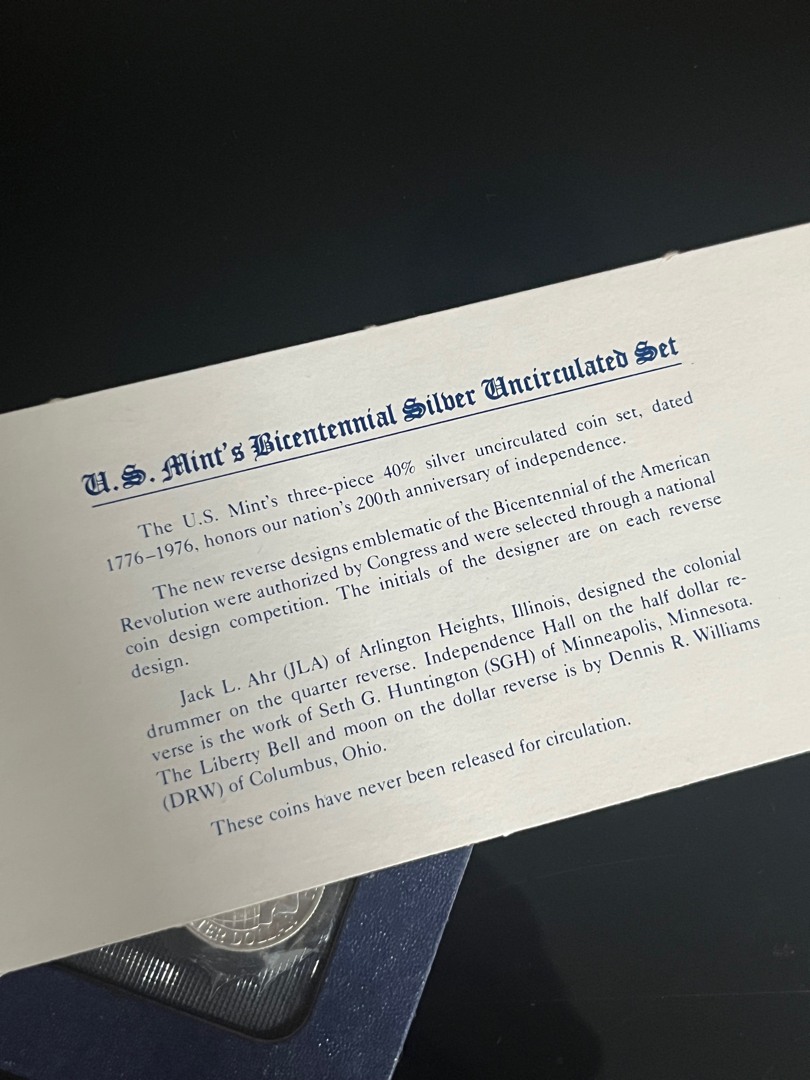 U.S. Mint's Bicentennial Silver Uncirculated Set
The U.S. Mint's three-piece 40% silver uncirculated coin set, dated
1776–1976, honors our nation's 200th anniversary of independence.
The new reverse designs emblematic of the Bicentennial of the American
Revolution were authorized by Congress and were selected through a national
coin design competition. The initials of the designer are on each reverse
design.
Jack L. Ahr (JLA) of Arlington Heights, Illinois, designed the colonial
drummer on the quarter reverse. Independence Hall on the half dollar re-
verse is the work of Seth G. Huntington (SGH) of Minneapolis, Minnesota.
The Liberty Bell and moon on the dollar reverse is by Dennis R. Williams
(DRW) of Columbus, Ohio.
These coins have never been released for circulation.